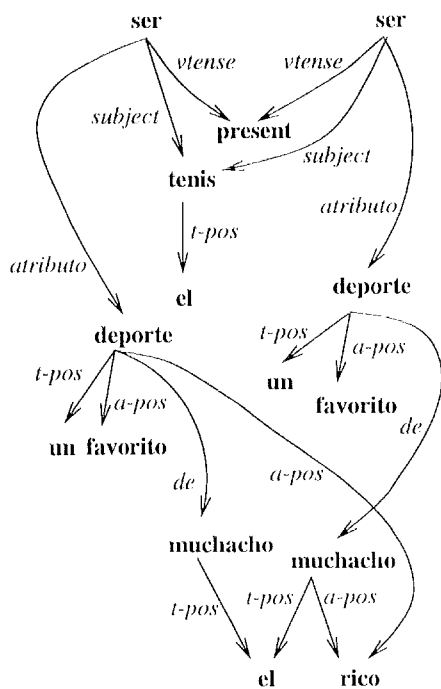 ser ser
vtense vtense
present
subject subject
tenis
t-pos atributo
atributo
el deporte
deporte
t-pos a-pos
t-pos a-pos un
favorito
un favorito de
de a-pos
muchacho muchacho
t-pos t-pos a-pos
el rico